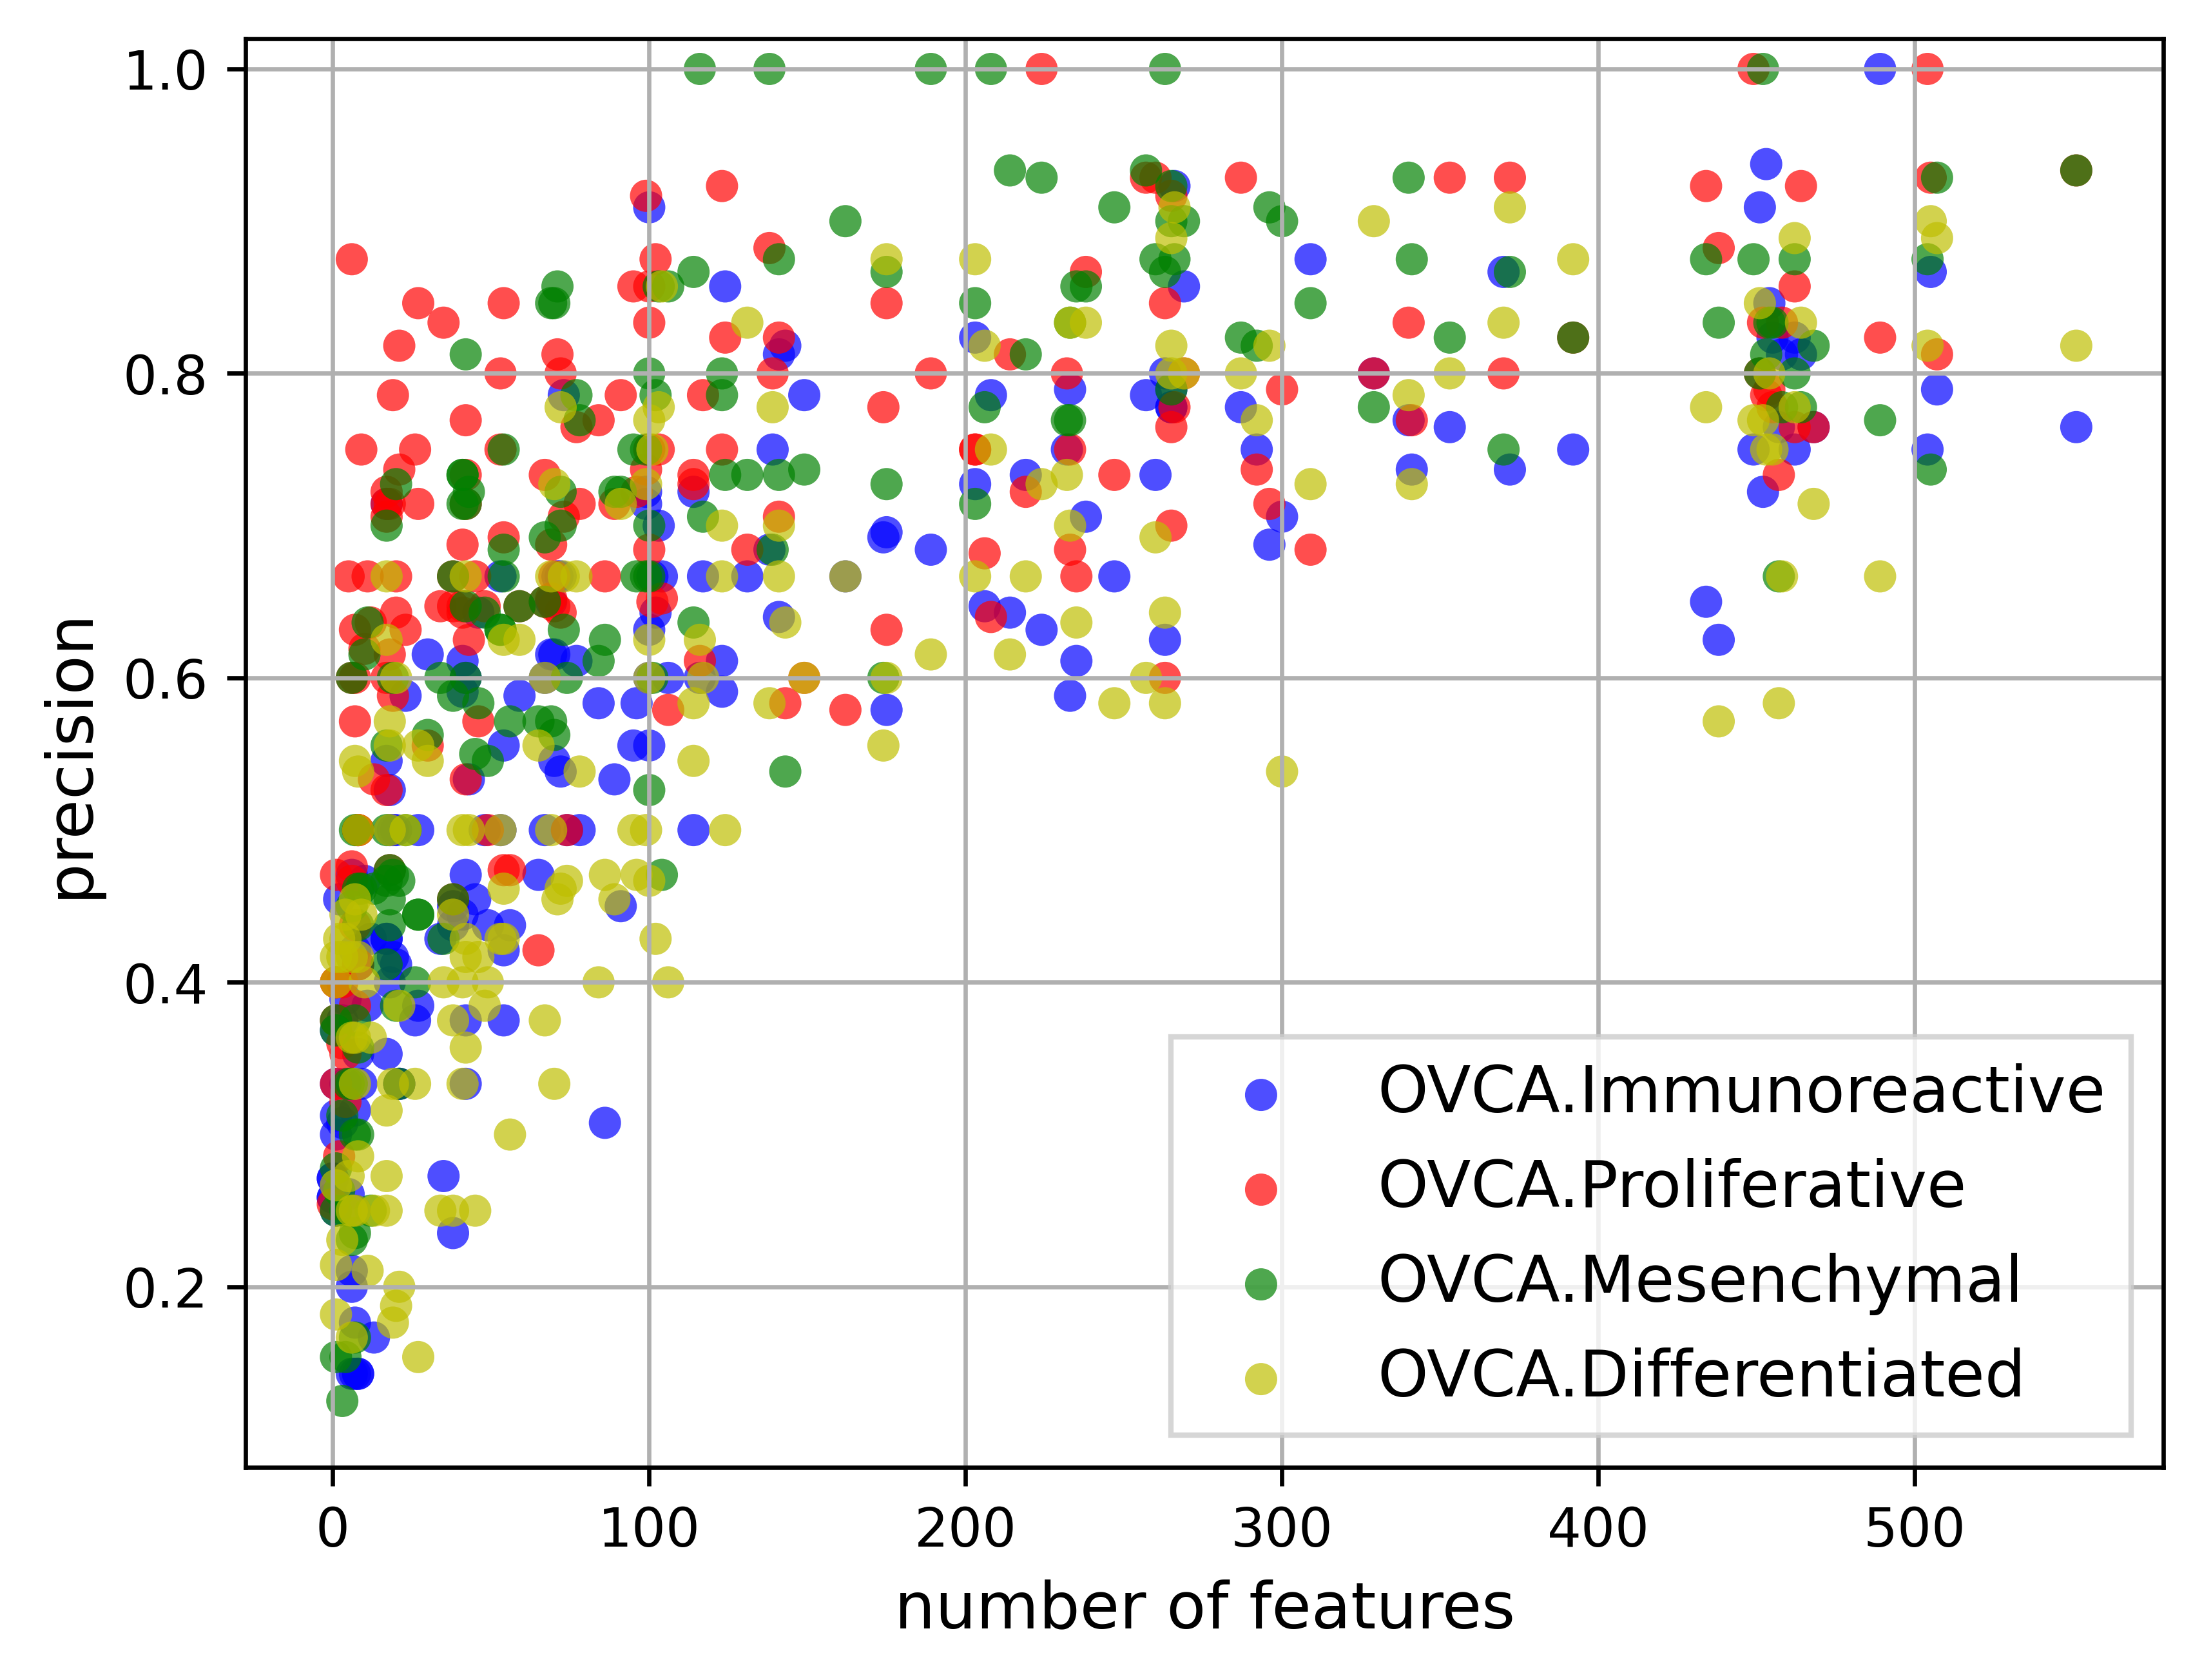 1.0
0.8
0.6
0.4
0.2
precision
0 100 200 300 400 500
number of features
OVCA.Immunoreactive
OVCA.Proliferative
OVCA.Mesenchymal
OVCA.Differentiated